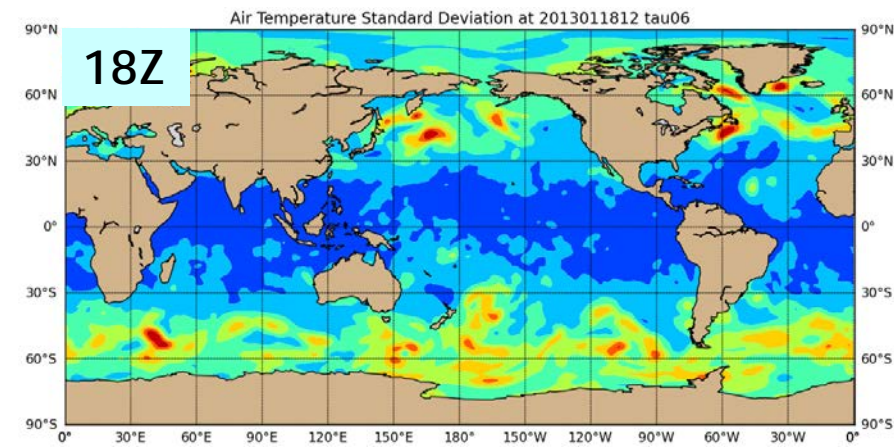 Air Temperature Standard Deviation at 2013011812 tau06
18Z
90°N 90°N
60°N 60°N
30°N 30°N
0° 0°
30°S 30°S
60°S 60°S
90°S 90°S
0° 30°E 60°E 90°E 120°E 150°E 180° 150°W 120°W 90°W 60°W 30°W 0°